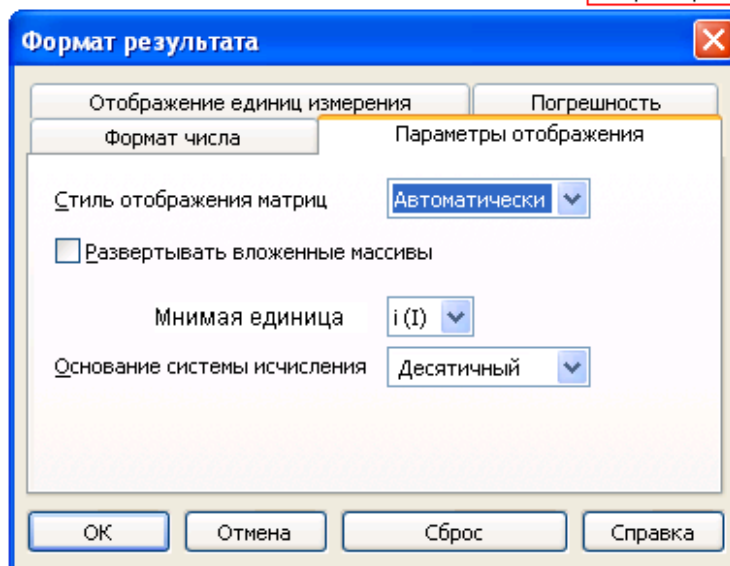 Формат результата
Отображение единиц измерения
Погрешность
Формат числа
Параметры отображения
Стиль отображения матриц
Автоматически
Развертывать вложенные массивы
Мнимая единица
i (I)
Основание системы исчисления
Десятичный
ОК
Отмена
Сброс
Справка